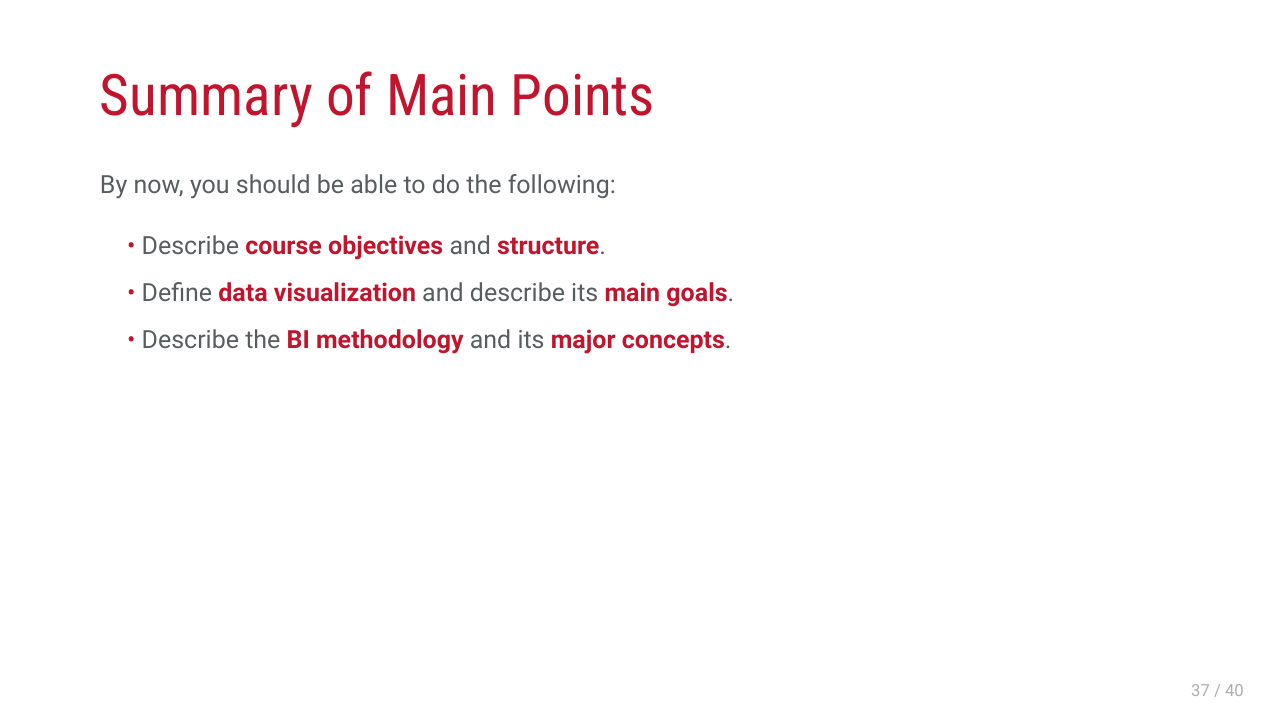 Summary of Main Points
By now, you should be able to do the following:
• Describe course objectives and structure.
• Define data visualization and describe its main goals.
• Describe the BI methodology and its major concepts.
37 / 40